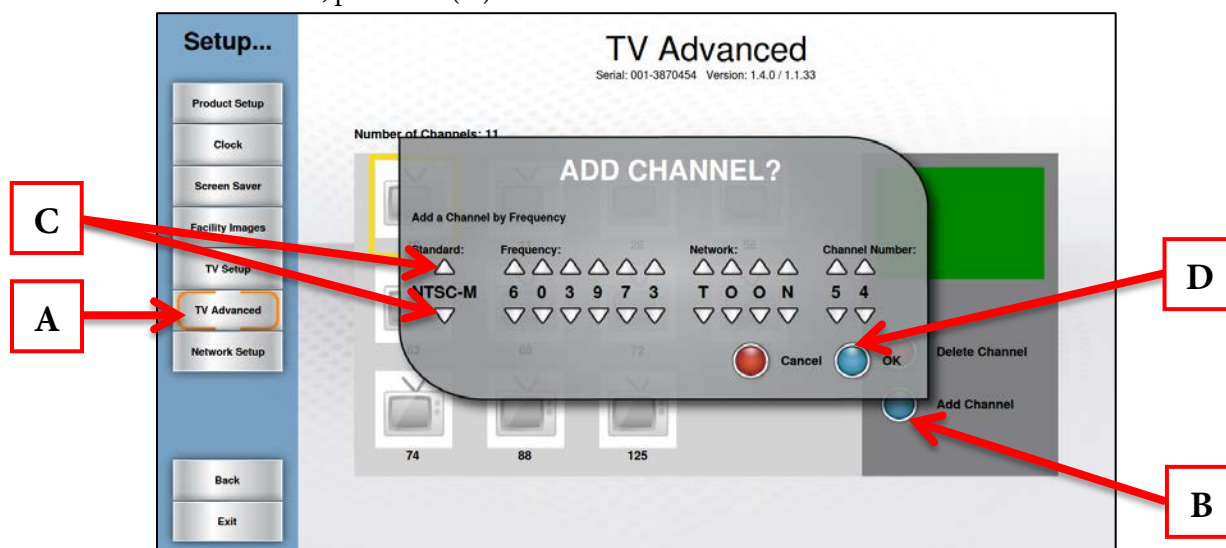 Setup...
TV Advanced
Serial: 001-3870454 Version: 1.4.0 / 1.1.33
Product Setup
Clock
Screen Saver
Facility Images
TV Setup
TV Advanced
Network Setup
Back
Exit
Number of Channels: 11
ADD CHANNEL?
Add a Channel by Frequency
Standard: Frequency: Network: Channel Number:
NTSC-M 6 0 3 9 7 3 T O O N 5 4
Cancel OK
Delete Channel
Add Channel
28 56
72
74 88 125
C
A
D
B